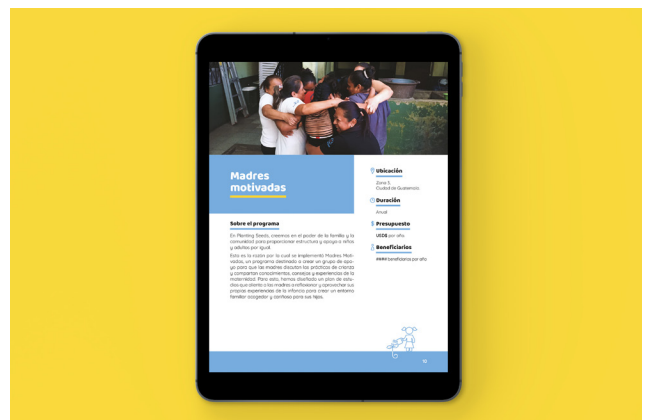 Madres
motivadas
Sobre el programa
En Planting Seeds, creemos en el poder de la familia y la
comunidad para proporcionar estructura y apoyo a niños
y adultos por igual.
Esta es la razón por la cual se implementó Madres Moti-
vadas, un programa destinado a crear un grupo de apo-
yo para que las madres discutan las prácticas de crianza
y compartan conocimientos, consejos y experiencias de la
maternidad. Para esto, hemos diseñado un plan de estu-
dios que alienta a las madres a reflexionar y aprovechar sus
propias experiencias de la infancia para crear un entorno
familiar acogedor y cariñoso para sus hijos.
Ubicación
Zona 3,
Ciudad de Guatemala.
Duración
Anual
Presupuesto
USD$ por año
Beneficiarios
#### beneficiarios por año